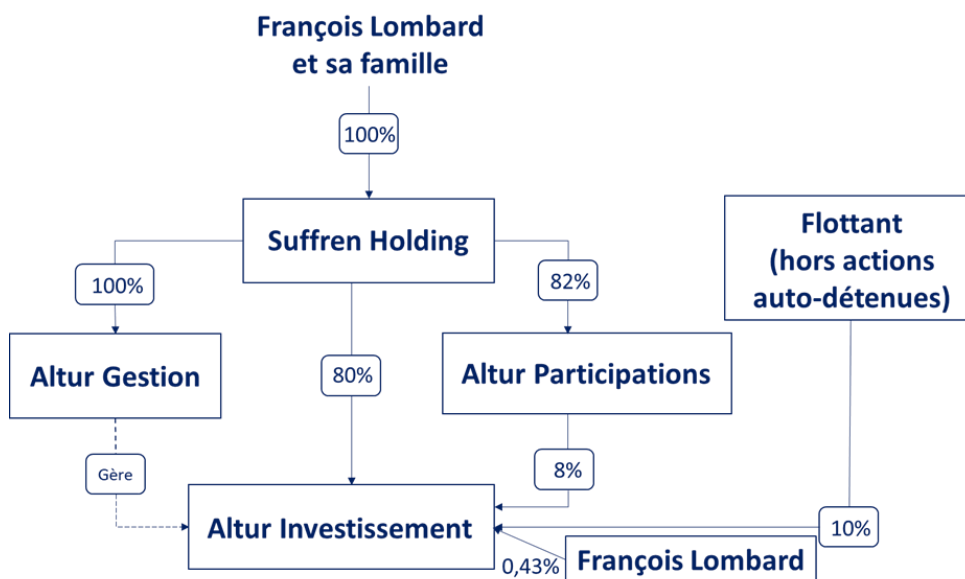 François Lombard
et sa famille
100%
Suffren Holding
Flottant
(hors actions
auto-détenues)
100%
82%
Altur Gestion
80%
Altur Participations
Gère
8%
Altur Investissement
10%
0,43%
François Lombard